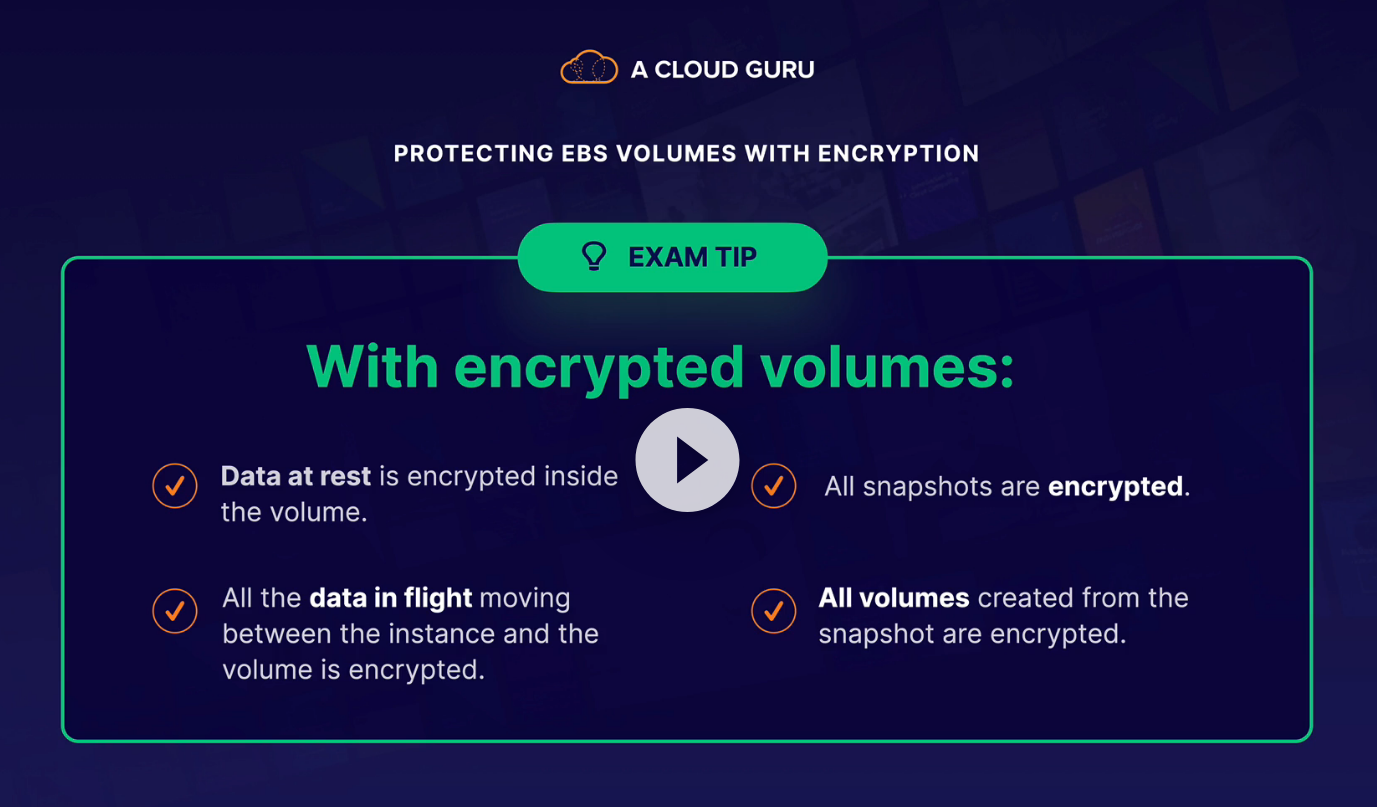 A CLOUD GURU
PROTECTING EBS VOLUMES WITH ENCRYPTION
EXAM TIP
With encrypted volumes:
Data at rest is encrypted inside
the volume.
All the data in flight moving
between the instance and the
volume is encrypted.
All snapshots are encrypted.
All volumes created from the
snapshot are encrypted.